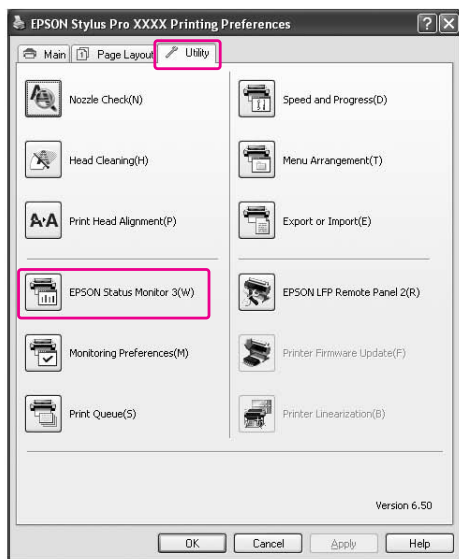 EPSON Stylus Pro XXXX Printing Preferences
Main
Page Layout
Utility
Nozzle Check(N)
Speed and Progress(D)
Head Cleaning(H)
Menu Arrangement(T)
A A
Print Head Alignment(P)
Export or Import(E)
EPSON Status Monitor 3(W)
EPSON LFP Remote Panel 2(R)
Monitoring Preferences(M)
Printer Firmware Update(F)
Print Queue(S)
Printer Linearization(B)
Version 6.50
OK
Cancel
Apply
Help